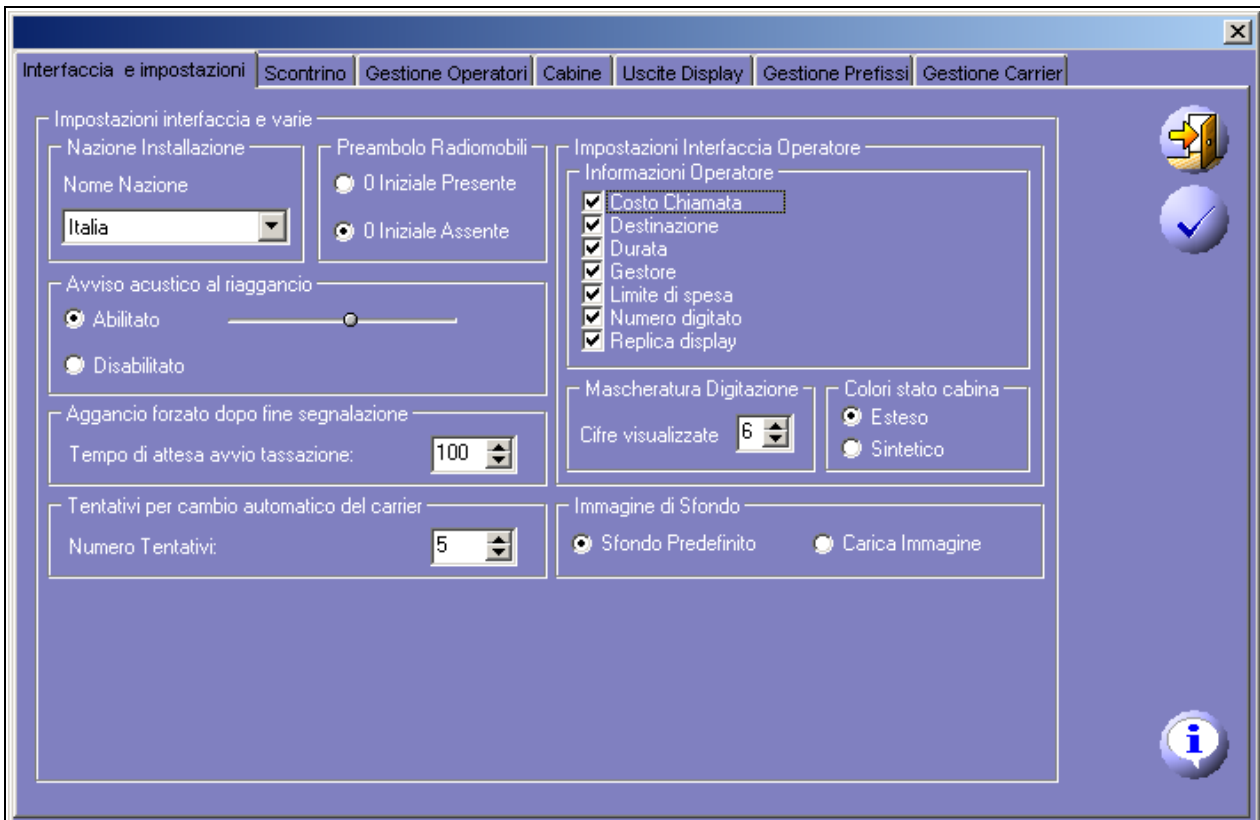 Interfaccia e impostazioni
Scontrino
Gestione Operatori
Cabine
Uscite Display
Gestione Prefissi
Gestione Carrier
Impostazioni interfaccia e varie
Nazione Installazione
Nome Nazione
Italia
Preambolo Radiomobili
0 Iniziale Presente
0 Iniziale Assente
Avviso acustico al riaggancio
Abilitato
Disabilitato
Aggancio forzato dopo fine segnalazione
Tempo di attesa avvio tassazione:
100
Tentativi per cambio automatico del carrier
Numero Tentativi:
5
Impostazioni Interfaccia Operatore
Informazioni Operatore
Costo Chiamata
Destinazione
Durata
Gestore
Limite di spesa
Numero digitato
Replica display
Mascheratura Digitazione
Cifre visualizzate
6
Colori stato cabina
Esteso
Sintetico
Immagine di Sfondo
Sfondo Predefinito
Carica Immagine